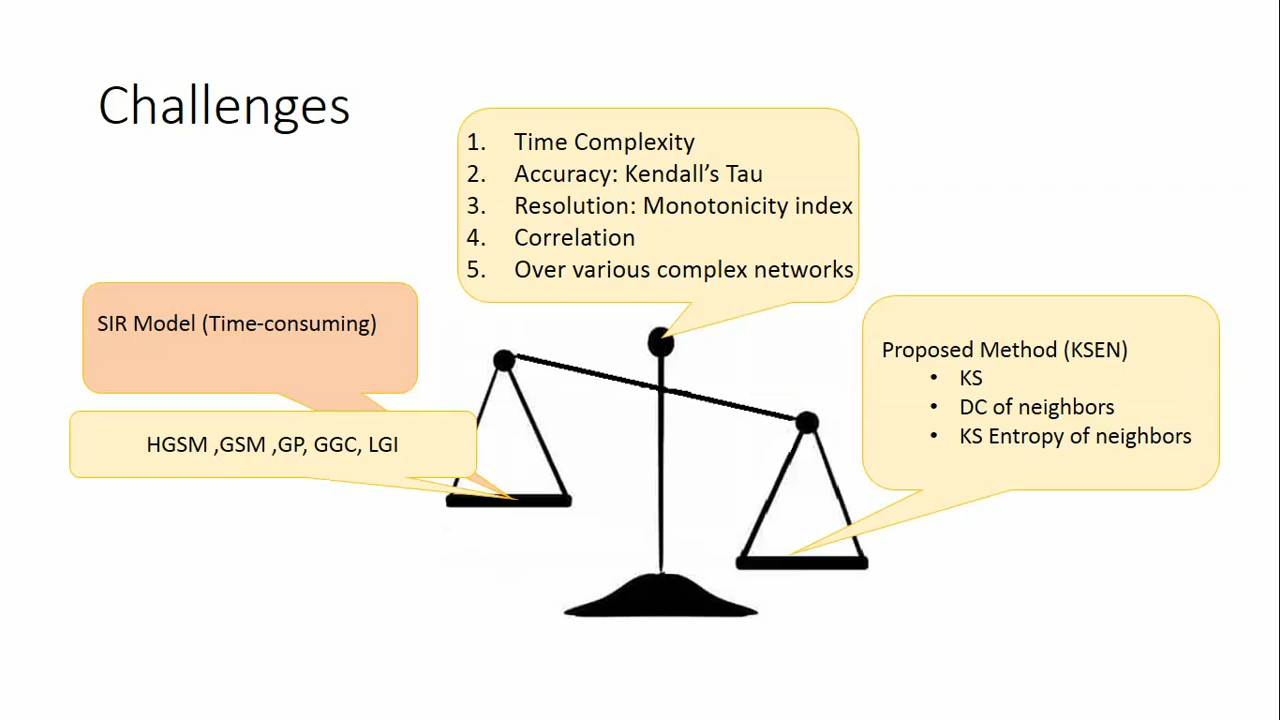 Challenges
1. Time Complexity
2. Accuracy: Kendall’s Tau
3. Resolution: Monotonicity index
4. Correlation
5. Over various complex networks
SIR Model (Time-consuming)
HGSM ,GSM ,GP, GGC, LGI
Proposed Method (KSEN)
• KS
• DC of neighbors
• KS Entropy of neighbors